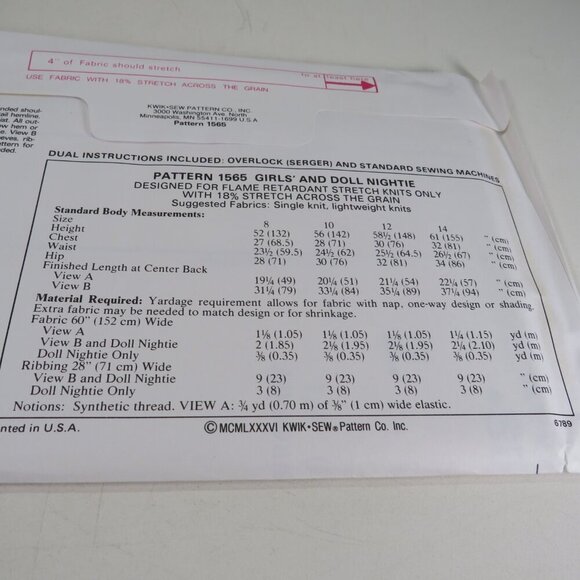 4" of Fabric should stretch
to at least here
USE FABRIC WITH 18% STRETCH ACROSS THE GRAIN
KWIK•SEW PATTERN CO., INC.
3000 Washington Ave. North
Minneapolis, MN 55411-1699 U.S.A.
Pattern 1565
DUAL INSTRUCTIONS INCLUDED: OVERLOCK (SERGER) AND STANDARD SEWING MACHINES
PATTERN 1565 GIRLS' AND DOLL NIGHTIE
DESIGNED FOR FLAME RETARDANT STRETCH KNITS ONLY
WITH 18% STRETCH ACROSS THE GRAIN
Suggested Fabrics: Single knit, lightweight knits
Standard Body Measurements:
Size 8 10 12 14
Height 52 (132) 56 (142) 58½ (148) 61 (155) " (cm)
Chest 27 (68.5) 28 (71) 30 (76) 32 (81) " (cm)
Waist 23½ (59.5) 24½ (62) 25½ (64.5) 26½ (67) " (cm)
Hip 28 (71) 30 (76) 32 (81) 34 (86) " (cm)
Finished Length at Center Back
View A 19¼ (49) 20¼ (51) 21¼ (54) 22¼ (57) " (cm)
View B 31¼ (79) 33¼ (84) 35¼ (89) 37¼ (94) " (cm)
Material Required: Yardage requirement allows for fabric with nap, one-way design or shading.
Extra fabric may be needed to match design or for shrinkage.
Fabric 60" (152 cm) Wide
View A 1⅛ (1.05) 1⅛ (1.05) 1⅛ (1.05) 1¼ (1.15) yd (m)
View B and Doll Nightie 2 (1.85) 2⅛ (1.95) 2⅛ (1.95) 2¼ (2.10) yd (m)
Doll Nightie Only ⅜ (0.35) ⅜ (0.35) ⅜ (0.35) ⅜ (0.35) yd (m)
Ribbing 28" (71 cm) Wide
View B and Doll Nightie 9 (23) 9 (23) 9 (23) 9 (23) " (cm)
Doll Nightie Only 3 (8) 3 (8) 3 (8) 3 (8) " (cm)
Notions: Synthetic thread. VIEW A: ¾ yd (0.70 m) of ⅜" (1 cm) wide elastic.
nted in U.S.A.
© MCMLXXXVI KWIK•SEW® Pattern Co. Inc.
6789